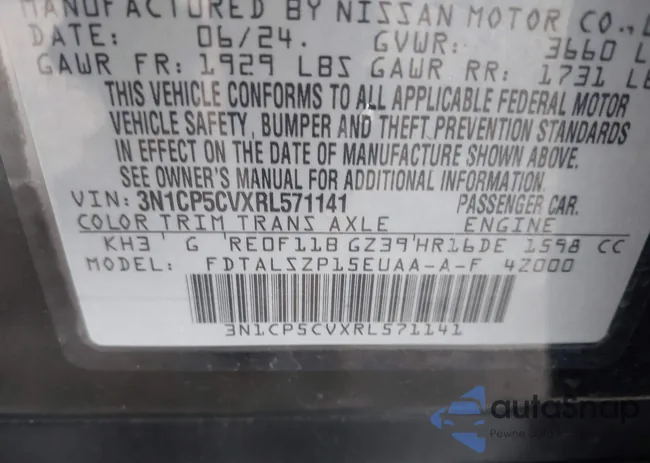 MANUFACTURED BY NISSAN MOTOR CO.,
DATE: 06/24. GVWR: 3660 L
GAWR FR: 1929 LBS GAWR RR: 1731 LB
THIS VEHICLE CONFORMS TO ALL APPLICABLE FEDERAL MOTOR
VEHICLE SAFETY, BUMPER AND THEFT PREVENTION STANDARDS
IN EFFECT ON THE DATE OF MANUFACTURE SHOWN ABOVE.
SEE OWNER'S MANUAL FOR ADDITIONAL INFORMATION.
VIN: 3N1CP5CVXRL571141 PASSENGER CAR.
COLOR TRIM TRANS AXLE ENGINE
KH3 G RE0F11B GZ39 HR16DE 1598 CC
MODEL: FDTALSZP15EUAA-A-F 4Z000
3N1CP5CVXRL571141
autoSnap
Pewne auto